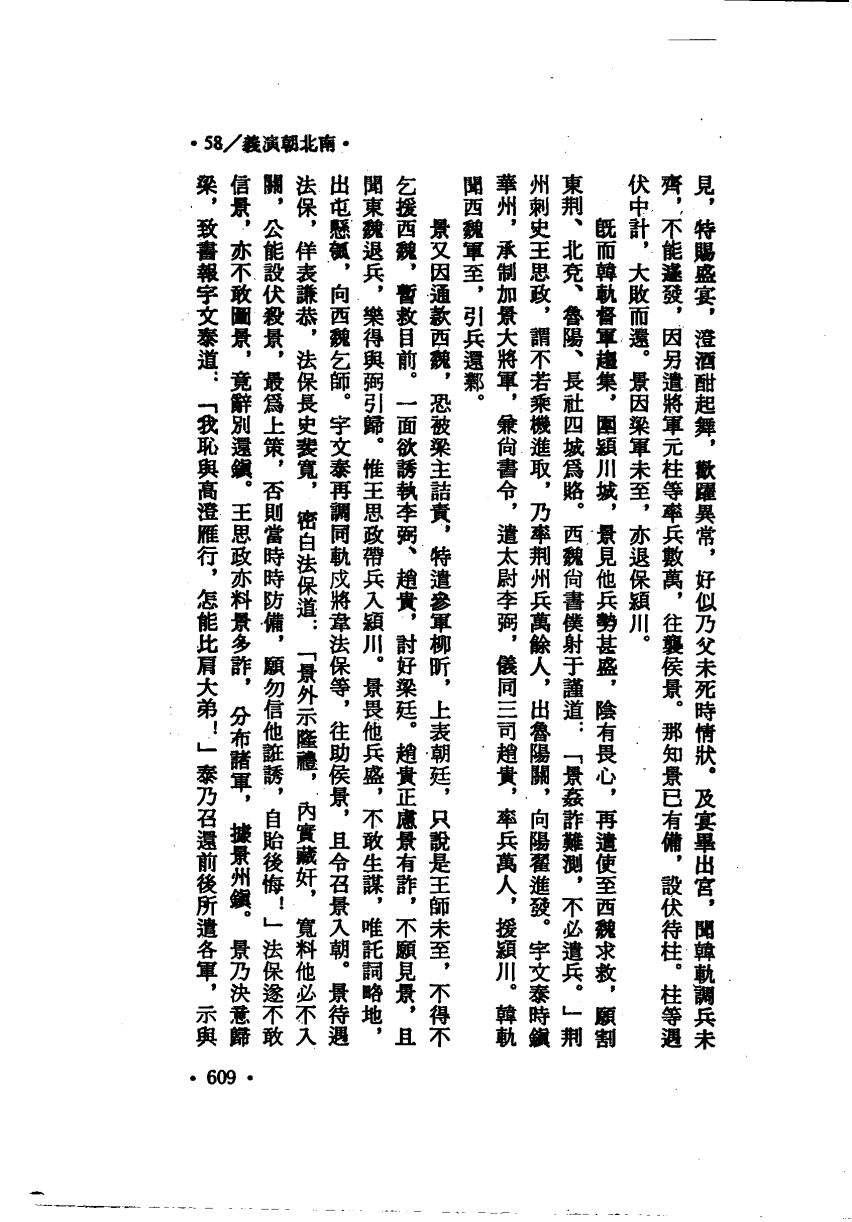 •58／義演朝北南•
見，特賜盛宴，澄酒酣起舞，歡躍異常，好似乃父未死時情狀。及宴畢出宮，聞韓軌調兵未
齊，不能遽發，因另遣將軍元柱等率兵數萬，往襲侯景。那知景已有備，設伏待柱。柱等遇
伏中計，大敗而還。景因梁軍未至，亦退保潁川。
既而韓軌督軍趨集，圍潁川城，景見他兵勢甚盛，陰有畏心，再遣使至西魏求救，願割
東荆、北兗、魯陽、長社四城爲賂。西魏尚書僕射于謹道：「景姦詐難測，不必遣兵。」荆
州刺史王思政，謂不若乘機進取，乃率荆州兵萬餘人，出魯陽關，向陽翟進發。宇文泰時鎭
華州，承制加景大將軍，兼尚書令，遣太尉李弼，儀同三司趙貴，率兵萬人，援潁川。韓軌
聞西魏軍至，引兵還鄴。
景又因通款西魏，恐被梁主詰責，特遣參軍柳昕，上表朝廷，只說是王師未至，不得不
乞援西魏，暫救目前。一面欲誘執李弼、趙貴，討好梁廷。趙貴正慮景有詐，不願見景，且
聞東魏退兵，樂得與弼引歸。惟王思政帶兵入潁川。景畏他兵盛，不敢生謀，唯託詞略地，
出屯懸瓠，向西魏乞師。宇文泰再調同軌戍將韋法保等，往助侯景，且令召景入朝。景待遇
法保，佯表謙恭，法保長史裴寬，密白法保道：「景外示隆禮，內實藏奸，寬料他必不入
關，公能設伏殺景，最爲上策，否則當時時防備，願勿信他誑誘，自貽後悔！」法保遂不敢
信景，亦不敢圖景，竟辭別還鎭。王思政亦料景多詐，分布諸軍，據景州鎭。景乃決意歸
梁，致書報宇文泰道：「我恥與高澄雁行，怎能比肩大弟！」泰乃召還前後所遣各軍，示與
•609•